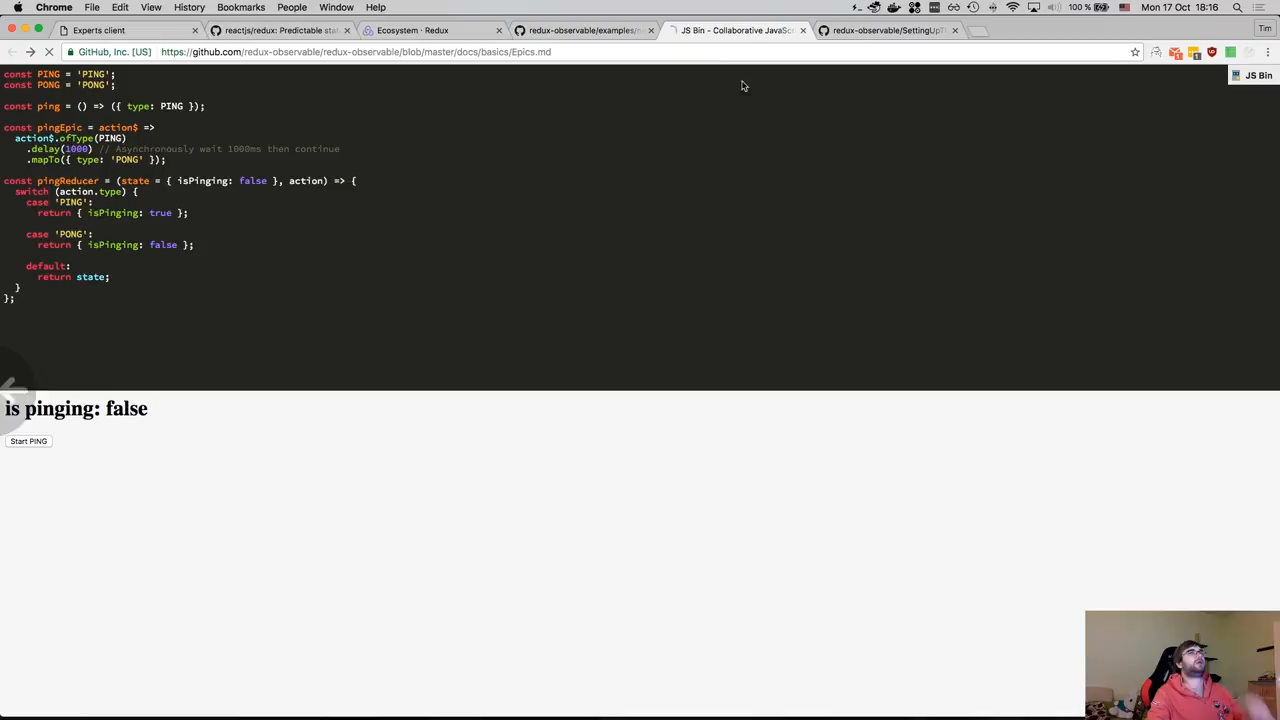 Chrome File Edit View History Bookmarks People Window Help 100 % Mon 17 Oct 18:16
Experts client
reactjs/redux: Predictable sta
Ecosystem · Redux
redux-observable/examples/n
JS Bin - Collaborative JavaSc
redux-observable/SettingUpT
Tim
GitHub, Inc. [US] https://github.com/redux-observable/redux-observable/blob/master/docs/basics/Epics.md
const PING = 'PING';
const PONG = 'PONG';
const ping = () => ({ type: PING });
const pingEpic = action$ =>
action$.ofType(PING)
.delay(1000) // Asynchronously wait 1000ms then continue
.mapTo({ type: 'PONG' });
const pingReducer = (state = { isPinging: false }, action) => {
switch (action.type) {
case 'PING':
return { isPinging: true };
case 'PONG':
return { isPinging: false };
default:
return state;
}
};
JS Bin
is pinging: false
Start PING